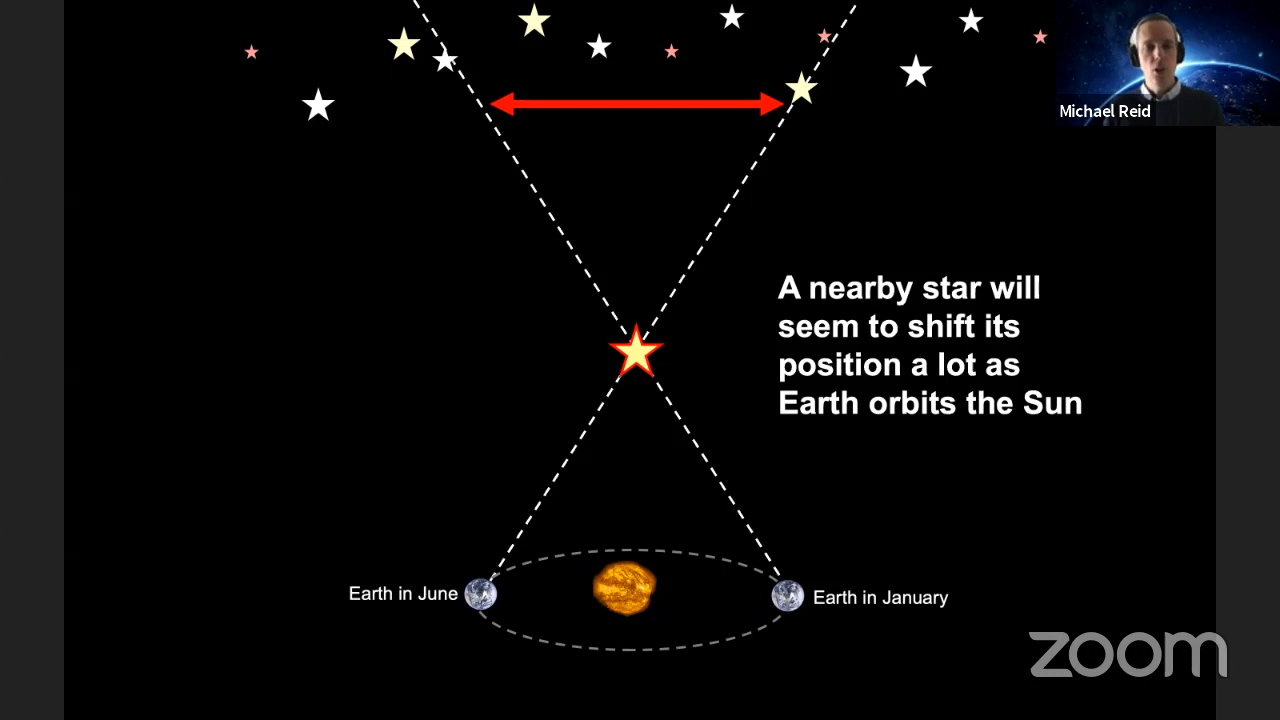 Michael Reid
A nearby star will
seem to shift its
position a lot as
Earth orbits the Sun
Earth in June
Earth in January
zoom